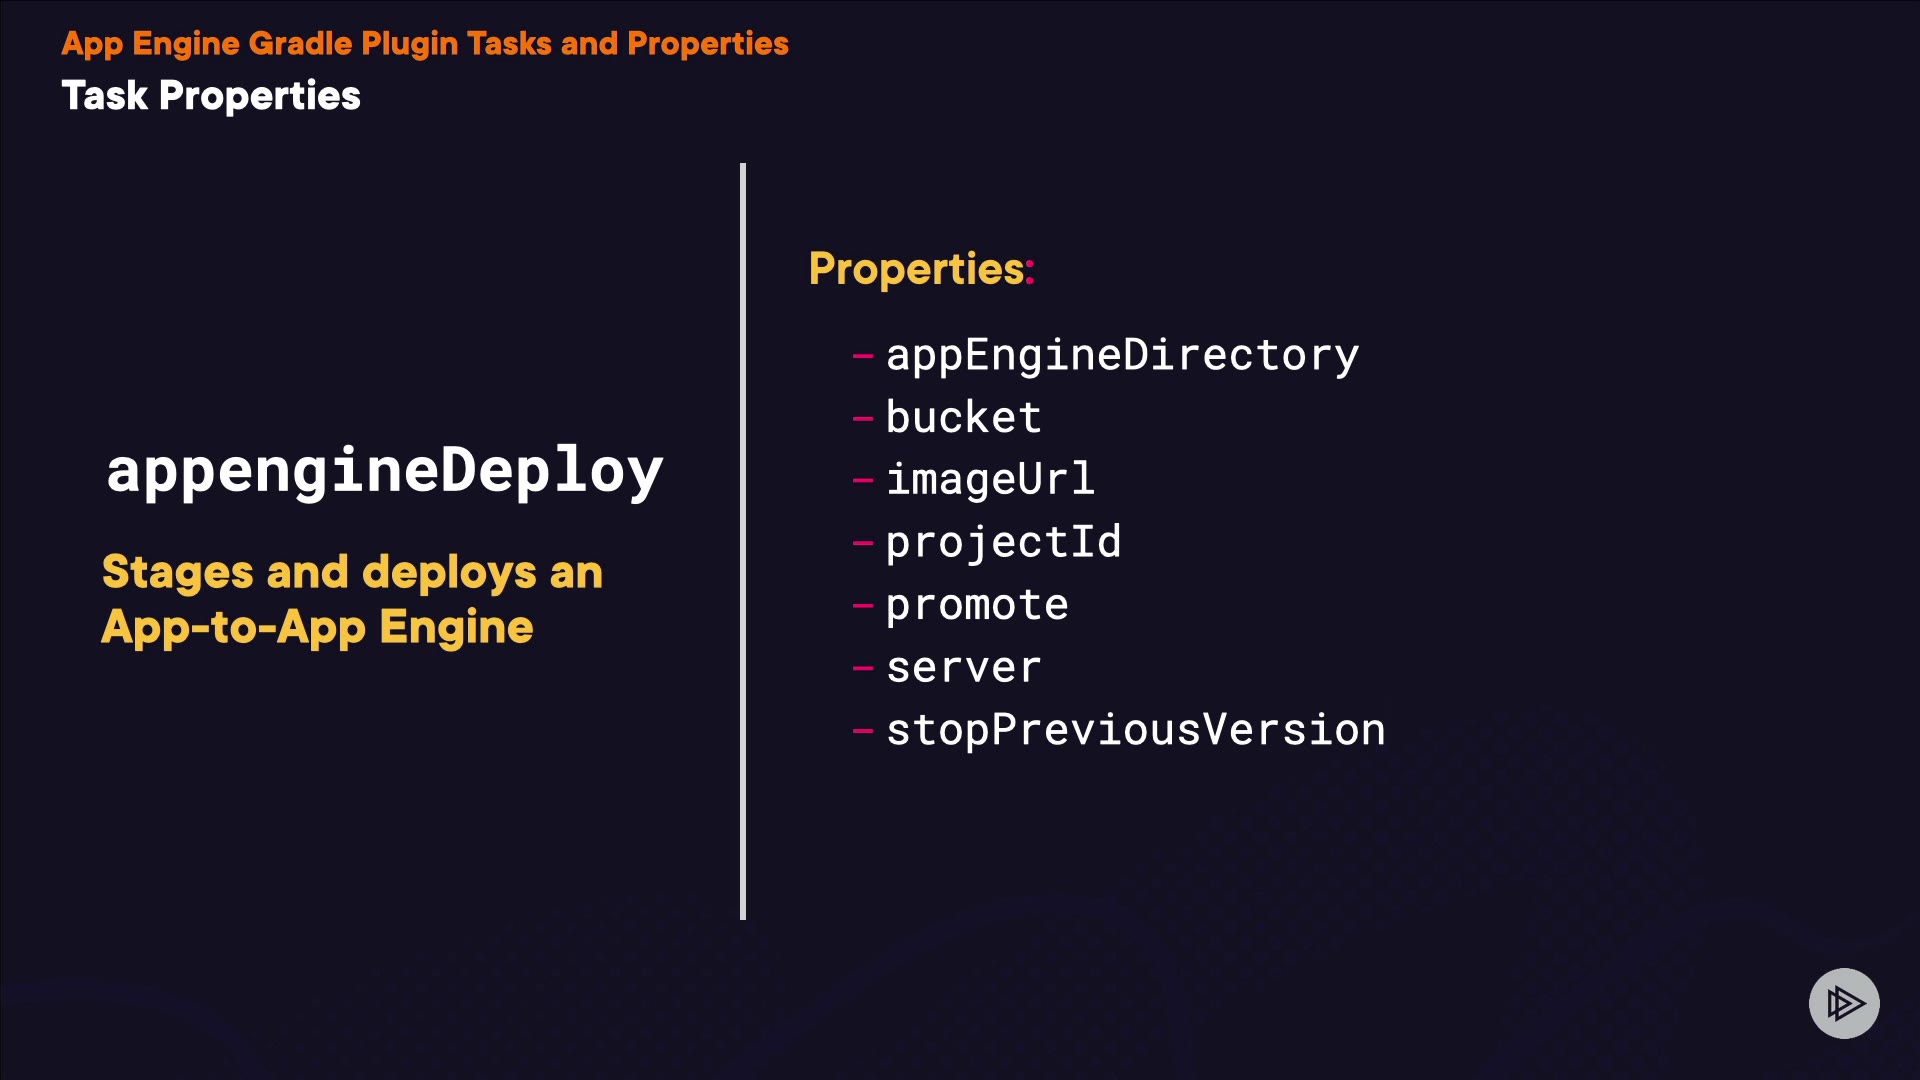 App Engine Gradle Plugin Tasks and Properties
Task Properties
appengineDeploy
Stages and deploys an
App-to-App Engine
Properties:
– appEngineDirectory
– bucket
– imageUrl
– projectId
– promote
– server
– stopPreviousVersion